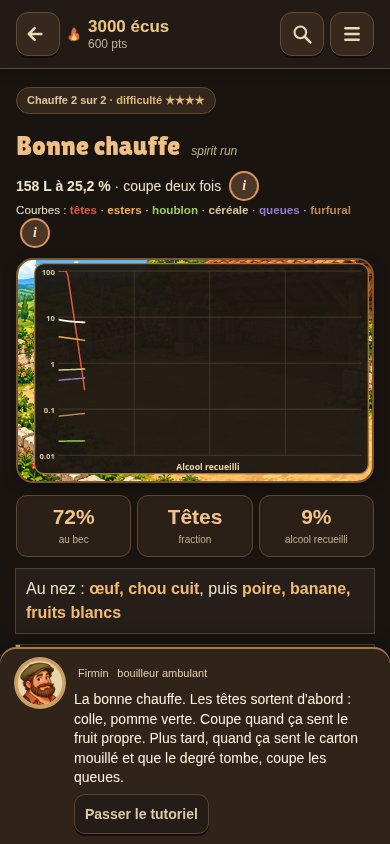 3000 écus
600 pts
Chauffe 2 sur 2 · difficulté ★★★★
Bonne chauffe spirit run
158 L à 25,2 % · coupe deux fois i
Courbes : têtes · esters · houblon · céréale · queues · furfural
i
100
10
1
0.1
0.01
Alcool recueilli
72%
au bec
Têtes
fraction
9%
alcool recueilli
Au nez : œuf, chou cuit, puis poire, banane,
fruits blancs
Firmin bouilleur ambulant
La bonne chauffe. Les têtes sortent d'abord :
colle, pomme verte. Coupe quand ça sent le
fruit propre. Plus tard, quand ça sent le carton
mouillé et que le degré tombe, coupe les
queues.
Passer le tutoriel